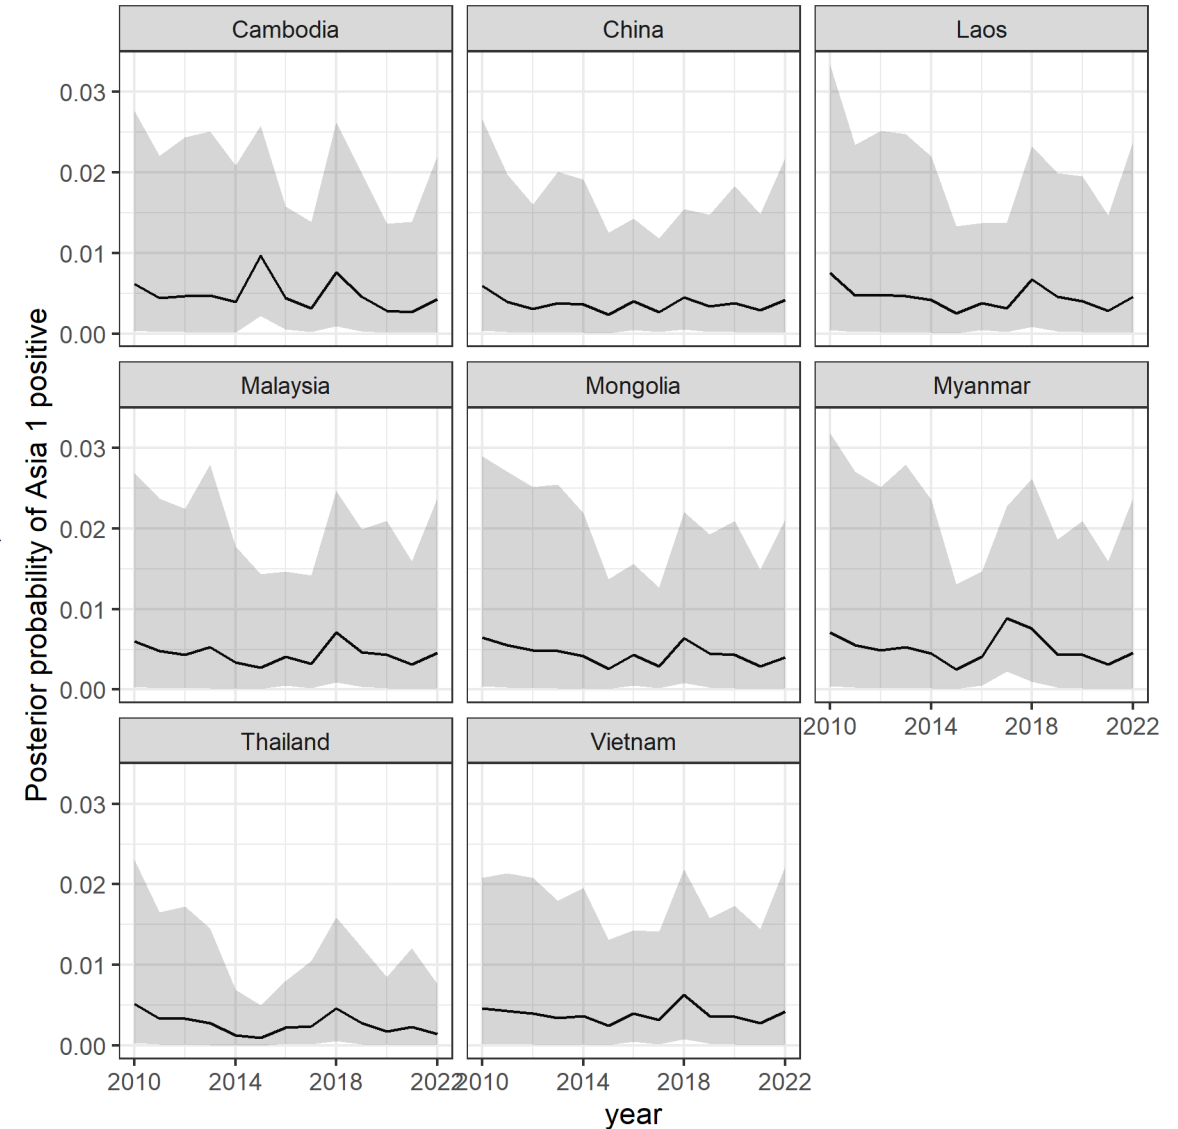 Cambodia
China
Laos
0.03
0.02
0.01
0.00
Malaysia
Mongolia
Myanmar
0.03
0.02
0.01
0.00
2010 2014 2018 2022
Thailand
Vietnam
0.03
0.02
0.01
0.00
2010 2014 2018 2022
2010 2014 2018 2022
year
Posterior probability of Asia 1 positive